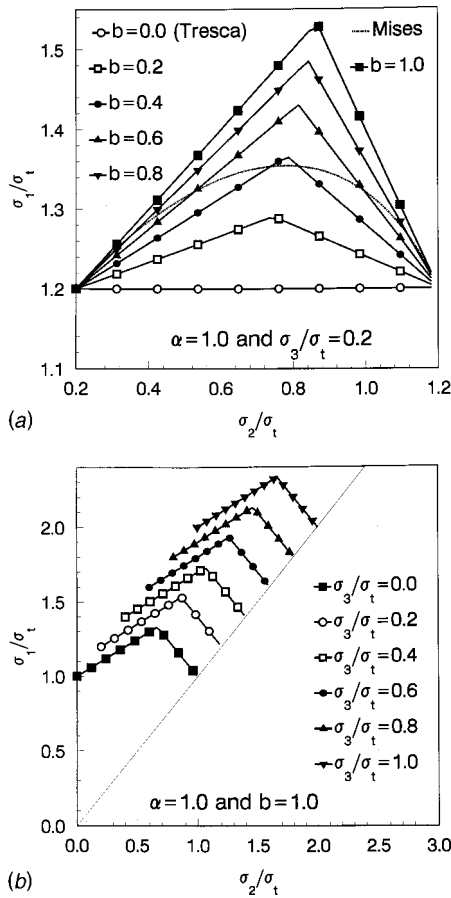 b=0.0 (Tresca)
b=0.2
b=0.4
b=0.6
b=0.8
Mises
b=1.0
1.5
1.4
1.3
1.2
1.1
σ1/σt
α=1.0 and σ3/σt=0.2
0.2 0.4 0.6 0.8 1.0 1.2
(a)
σ2/σt
2.0
1.5
1.0
0.5
0.0
σ1/σt
σ3/σt=0.0
σ3/σt=0.2
σ3/σt=0.4
σ3/σt=0.6
σ3/σt=0.8
σ3/σt=1.0
α=1.0 and b=1.0
0.0 0.5 1.0 1.5 2.0 2.5 3.0
(b)
σ2/σt